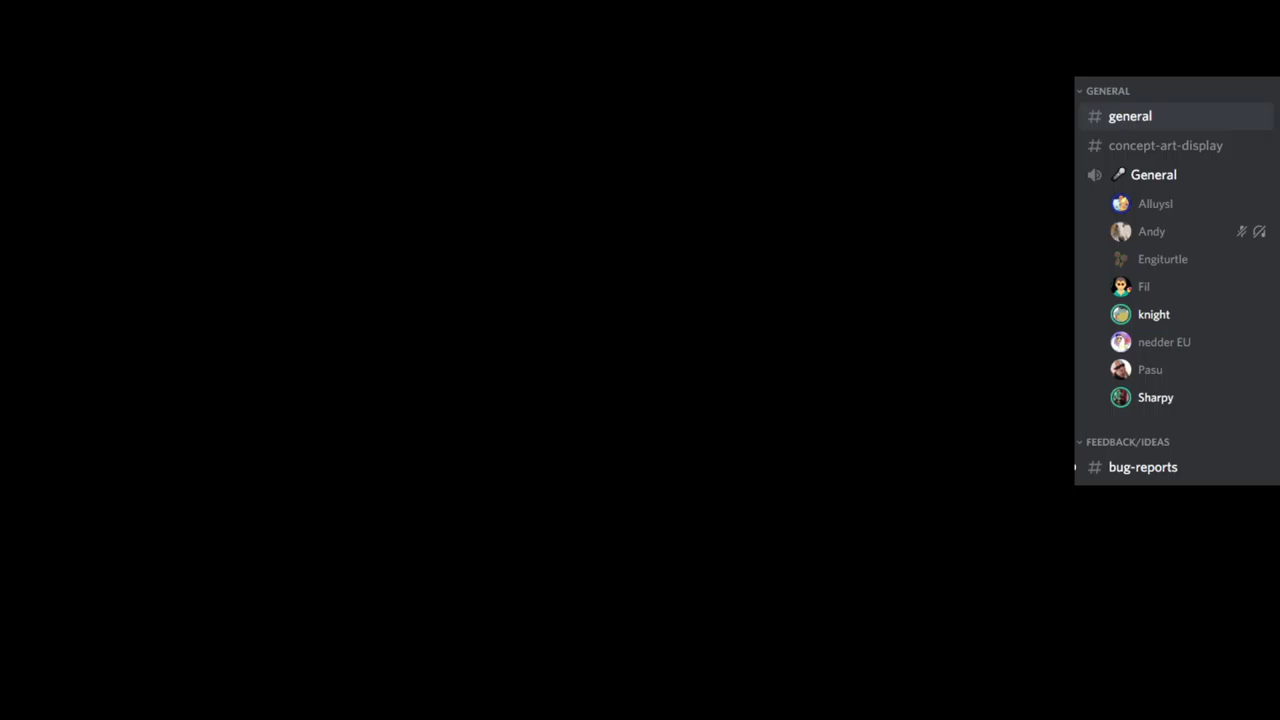 GENERAL
# general
# concept-art-display
General
Alluysl
Andy
Engiturtle
Fil
knight
nedder EU
Pasu
Sharpy
FEEDBACK/IDEAS
# bug-reports